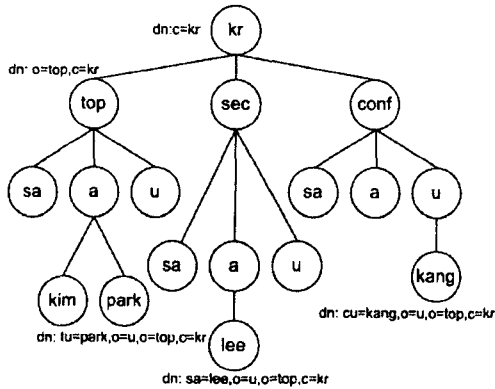 dn:c=kr
kr
dn: o=top,c=kr
top
sec
conf
sa
a
u
sa
a
u
sa
a
u
kim
park
kang
dn: tu=park,o=u,o=top,c=kr
dn: cu=kang,o=u,o=top,c=kr
lee
dn: sa=lee,o=u,o=top,c=kr